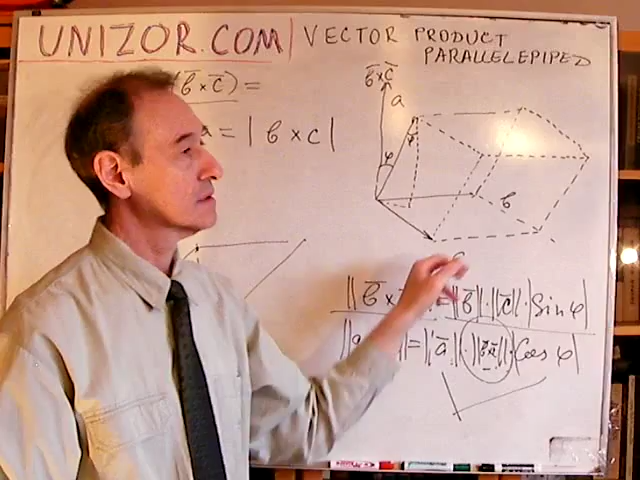 UNIZOR.COM | VECTOR PRODUCT
PARALLELEPIPED
(b̅×c̅) =
b̅×c̅
a
a = | b × c |
φ
φ
b
||b̅ × = ||b̅||·||c̅||·|sin φ|
|| = ||a̅||·||b×c||·|cos φ|